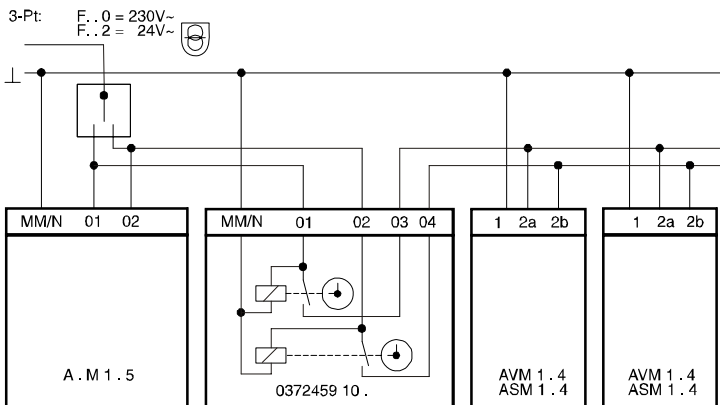 3-Pt: F..0 = 230V~
F..2 = 24V~
⊥
MM/N 01 02
MM/N 01 02 03 04
1 2a 2b
1 2a 2b
A.M 1.5
0372459 10 .
AVM 1.4
ASM 1.4
AVM 1.4
ASM 1.4